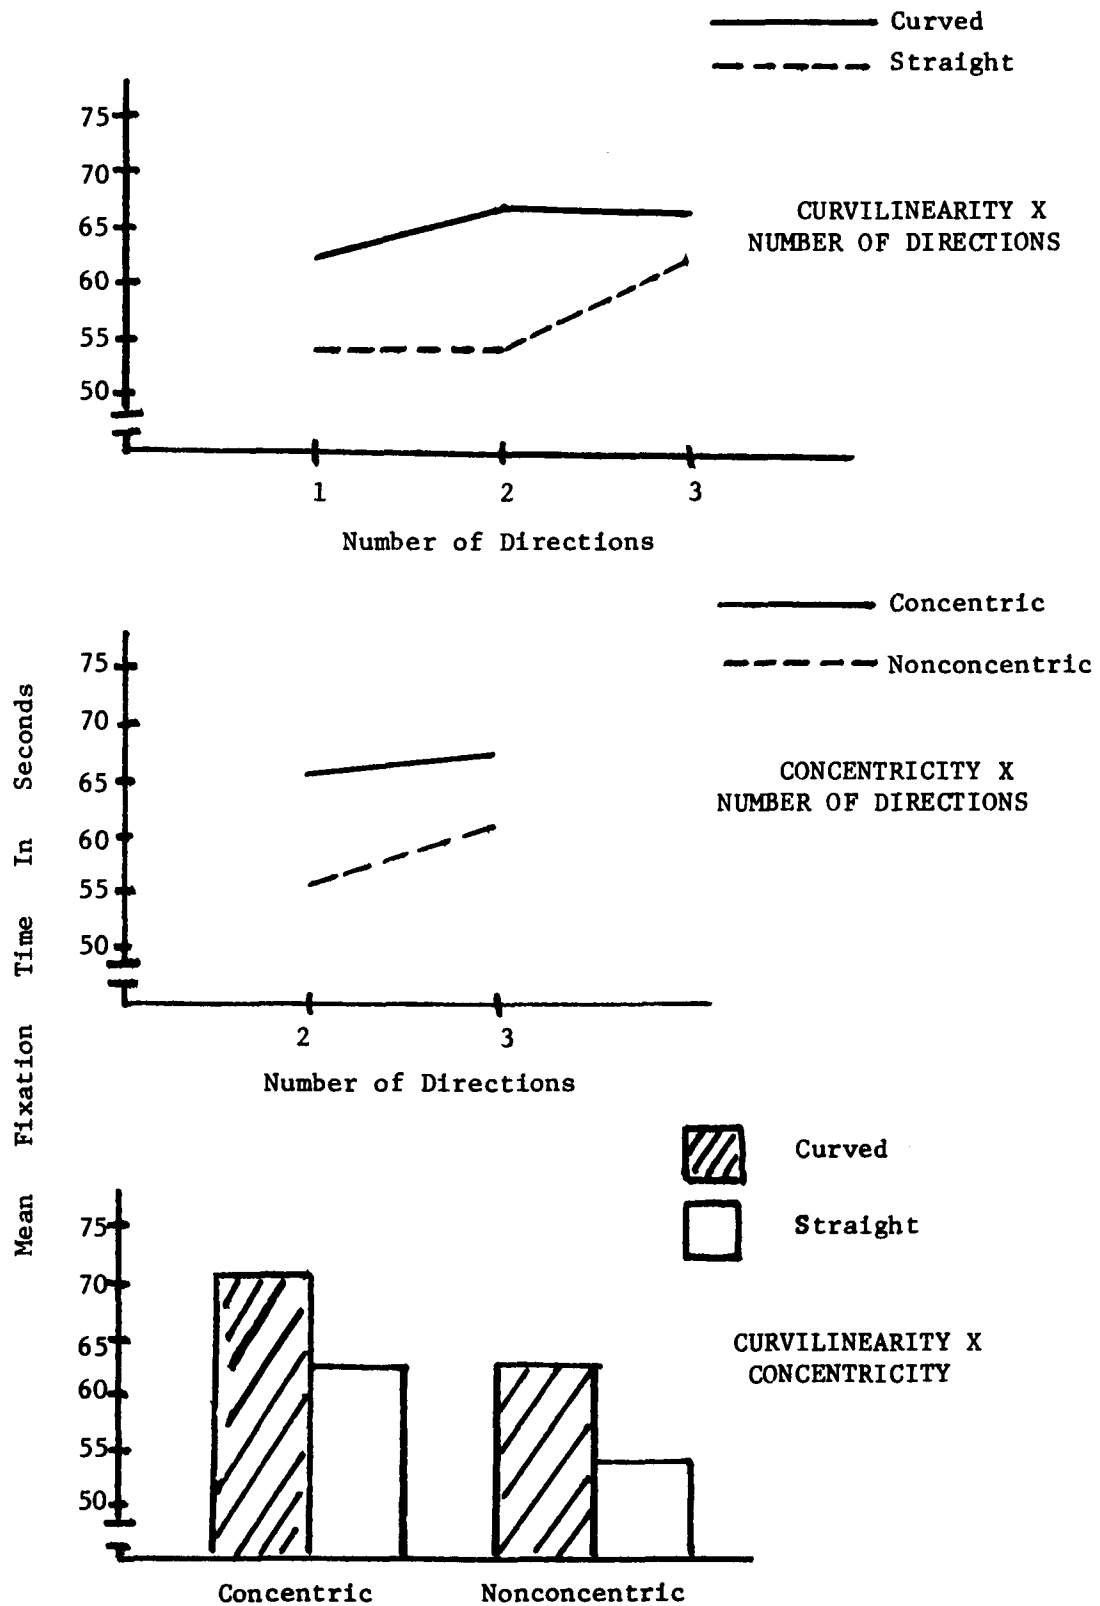 Curved
Straight
75
70
65
60
55
50
CURVILINEARITY X
NUMBER OF DIRECTIONS
1 2 3
Number of Directions
Mean Fixation Time In Seconds
Concentric
Nonconcentric
75
70
65
60
55
50
CONCENTRICITY X
NUMBER OF DIRECTIONS
2 3
Number of Directions
Curved
Straight
75
70
65
60
55
50
CURVILINEARITY X
CONCENTRICITY
Concentric Nonconcentric